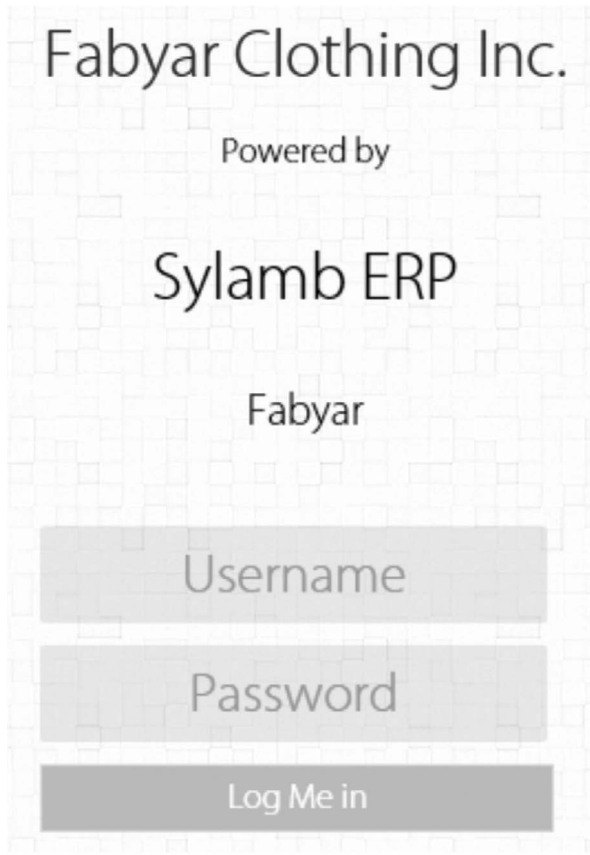 Fabyar Clothing Inc.
Powered by
Sylamb ERP
Fabyar
Username
Password
Log Me in